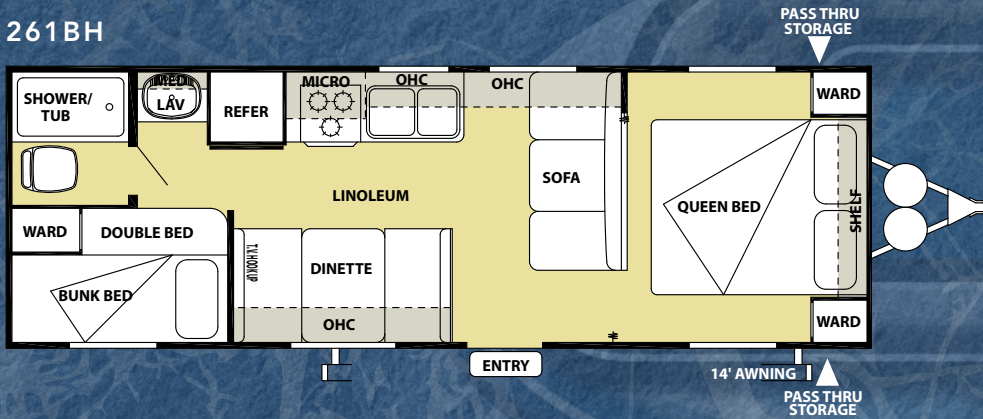 261BH
PASS THRU
STORAGE
SHOWER/
TUB
MED
LAV
REFER
MICRO
OHC
OHC
WARD
SOFA
LINOLEUM
QUEEN BED
SHELF
WARD
DOUBLE BED
T.V. HOOKUP
DINETTE
BUNK BED
OHC
WARD
ENTRY
14' AWNING
PASS THRU
STORAGE